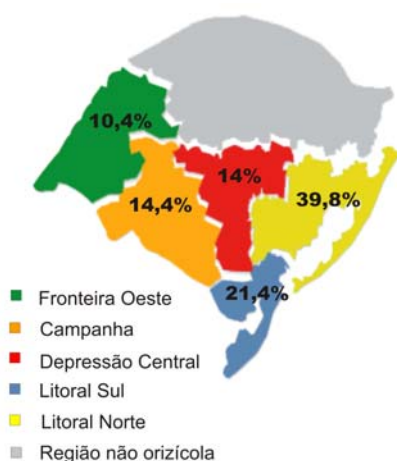 10,4%
14%
14,4%
39,8%
21,4%
Fronteira Oeste
Campanha
Depressão Central
Litoral Sul
Litoral Norte
Região não orizícola